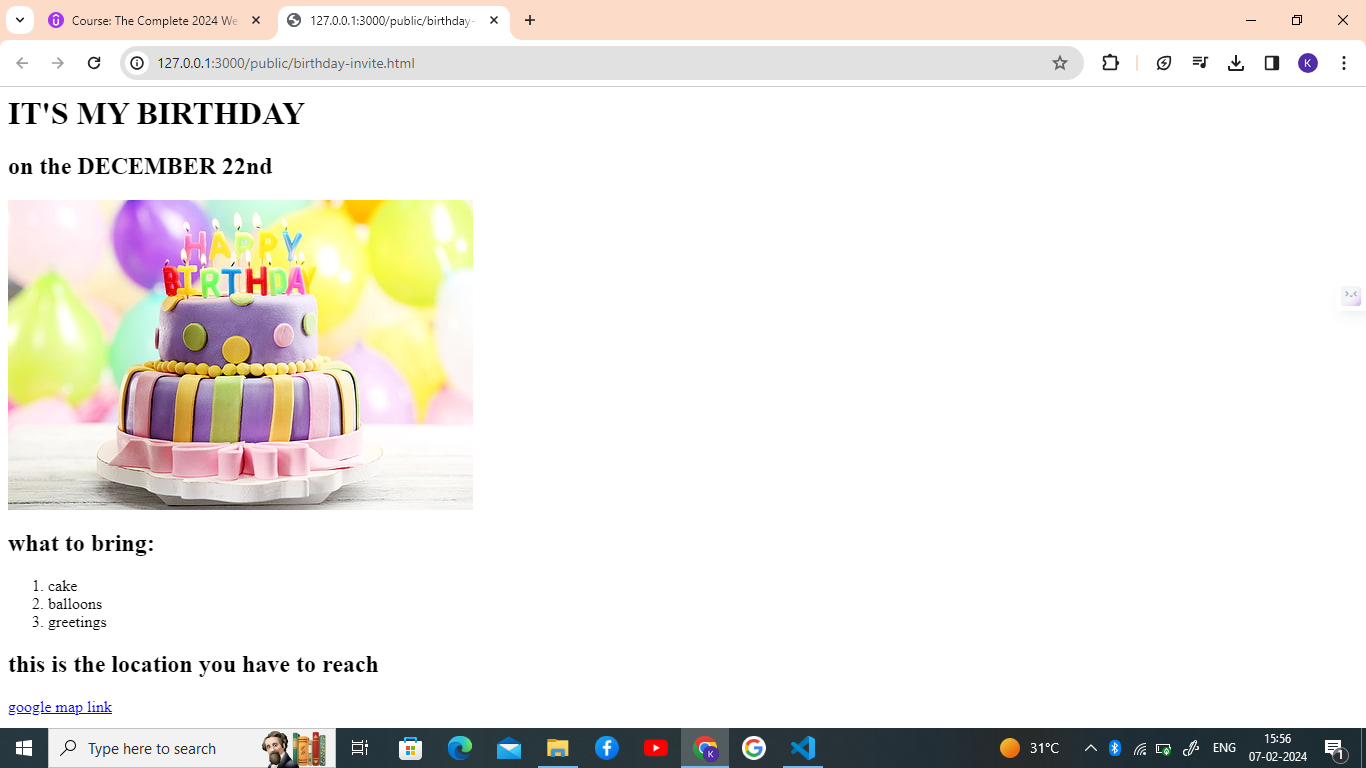 Course: The Complete 2024 We
127.0.0.1:3000/public/birthday-
127.0.0.1:3000/public/birthday-invite.html
K
IT'S MY BIRTHDAY
on the DECEMBER 22nd
HAPPY
BIRTHDAY
what to bring:
1. cake
2. balloons
3. greetings
this is the location you have to reach
google map link
Type here to search
K
31°C
ENG
15:56
07-02-2024
1